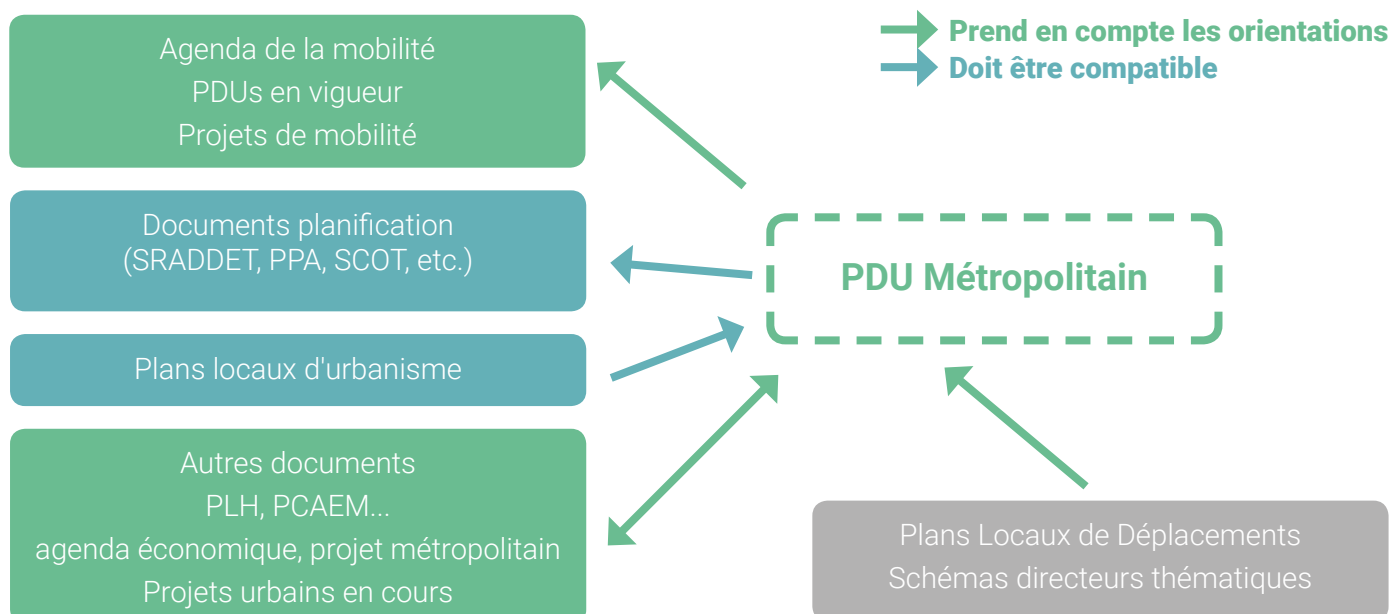 Agenda de la mobilité
PDUs en vigueur
Projets de mobilité
Prend en compte les orientations
Doit être compatible
Documents planification
(SRADDET, PPA, SCOT, etc.)
PDU Métropolitain
Plans locaux d'urbanisme
Autres documents
PLH, PCAEM...
agenda économique, projet métropolitain
Projets urbains en cours
Plans Locaux de Déplacements
Schémas directeurs thématiques